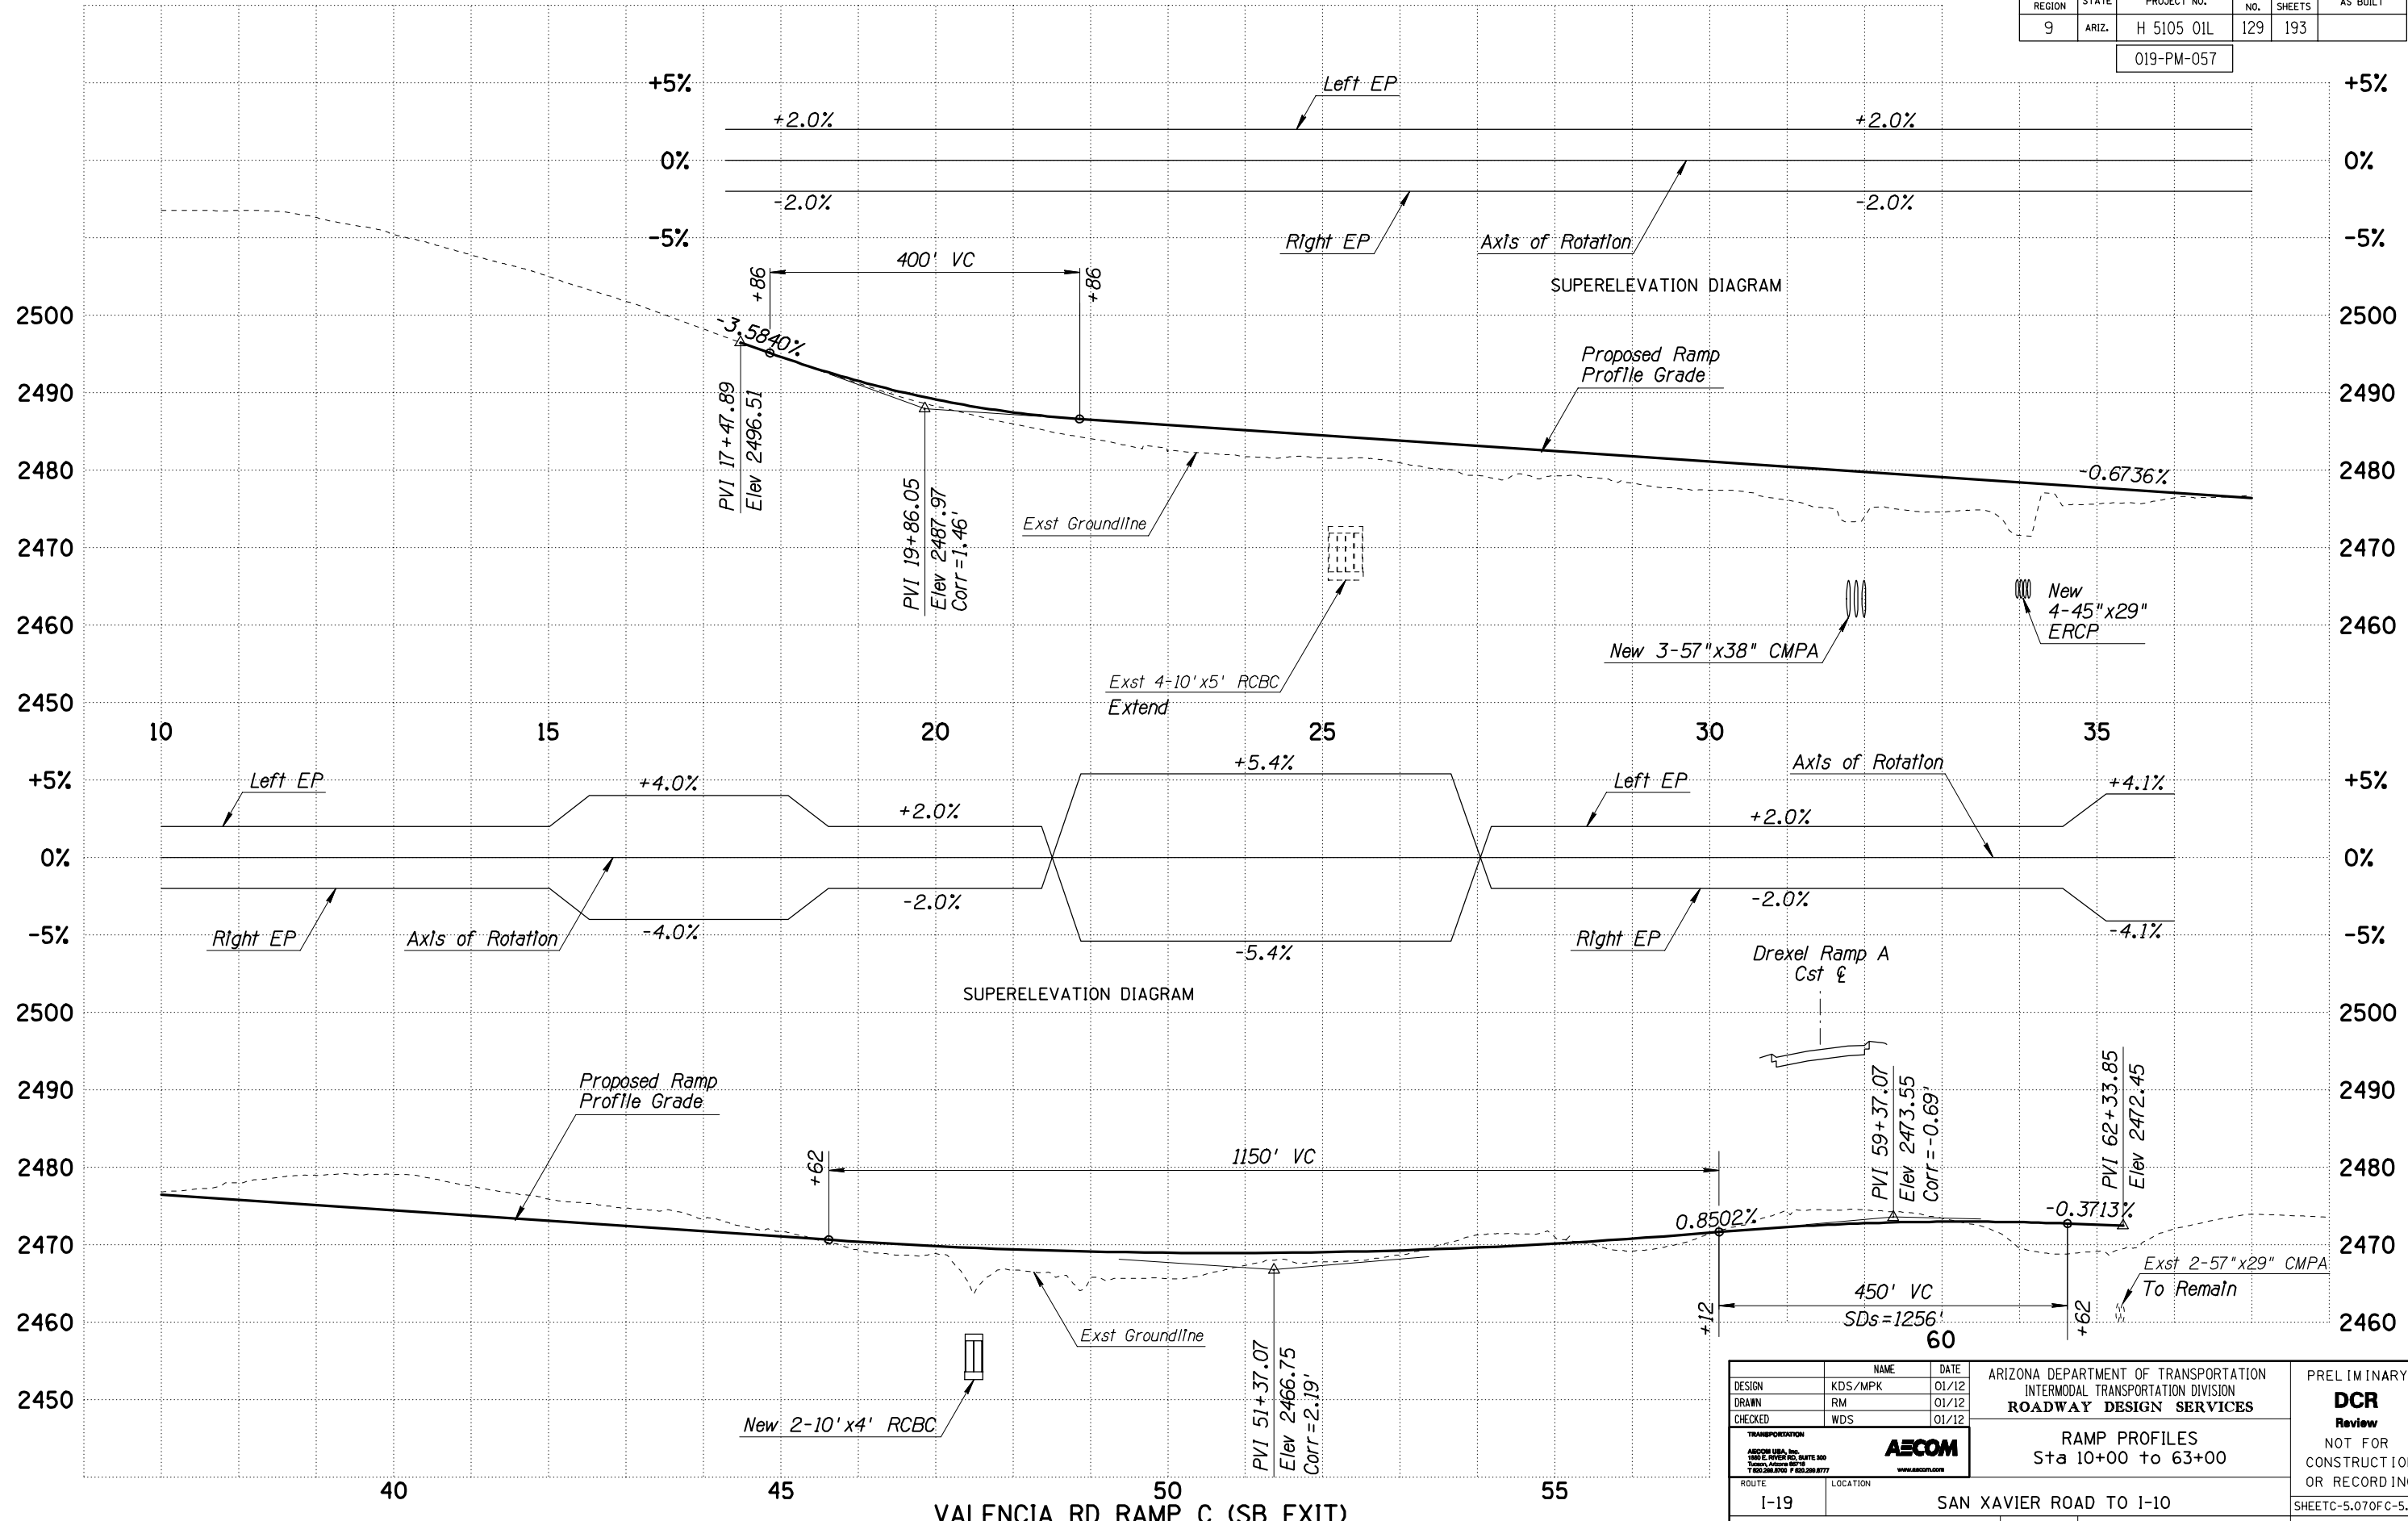 REGION STATE PROJECT NO. NO. SHEETS AS BUILT
9 ARIZ. H 5105 01L 129 193
019-PM-057
+5% Left EP +5%
+2.0% +2.0%
0% 0%
-2.0% -2.0%
-5% Right EP Axis of Rotation -5%
400' VC
+86 +86
SUPERELEVATION DIAGRAM
2500 2500
-3.5840%
Proposed Ramp
Profile Grade
2490 2490
PVI 17+47.89
Elev 2496.51
2480 -0.6736% 2480
PVI 19+86.05
Elev 2487.97
Corr=1.46'
Exst Groundline
2470 2470
New
4-45"x29"
ERCP
2460 2460
New 3-57"x38" CMPA
Exst 4-10'x5' RCBC
Extend
2450 2450
10 15 20 25 30 35
+5% Left EP +4.0% +5.4% Left EP Axis of Rotation +4.1% +5%
+2.0% +2.0%
0% 0%
-2.0% -2.0%
-5% Right EP Axis of Rotation -4.0% -5.4% Right EP -4.1% -5%
Drexel Ramp A
Cst ℄
SUPERELEVATION DIAGRAM
2500 2500
2490 2490
Proposed Ramp
Profile Grade
PVI 59+37.07
Elev 2473.55
Corr=-0.69'
PVI 62+33.85
Elev 2472.45
2480 2480
+62 1150' VC
0.8502% -0.3713%
2470 2470
Exst 2-57"x29" CMPA
To Remain
450' VC
SDs=1256'
+12 +62
2460 2460
Exst Groundline
60
PVI 51+37.07
Elev 2466.75
Corr=2.19'
2450
New 2-10'x4' RCBC
40 45 50 55
VALENCIA RD RAMP C (SB EXIT)
NAME DATE
DESIGN KDS/MPK 01/12
DRAWN RM 01/12
CHECKED WDS 01/12
ARIZONA DEPARTMENT OF TRANSPORTATION
INTERMODAL TRANSPORTATION DIVISION
ROADWAY DESIGN SERVICES
TRANSPORTATION
AECOM USA, Inc.
AECOM
www.aecom.com
RAMP PROFILES
Sta 10+00 to 63+00
PRELIMINARY
DCR
Review
NOT FOR
CONSTRUCTIO
OR RECORDING
ROUTE LOCATION
I-19 SAN XAVIER ROAD TO I-10
SHEETC-5.07OFC-5.